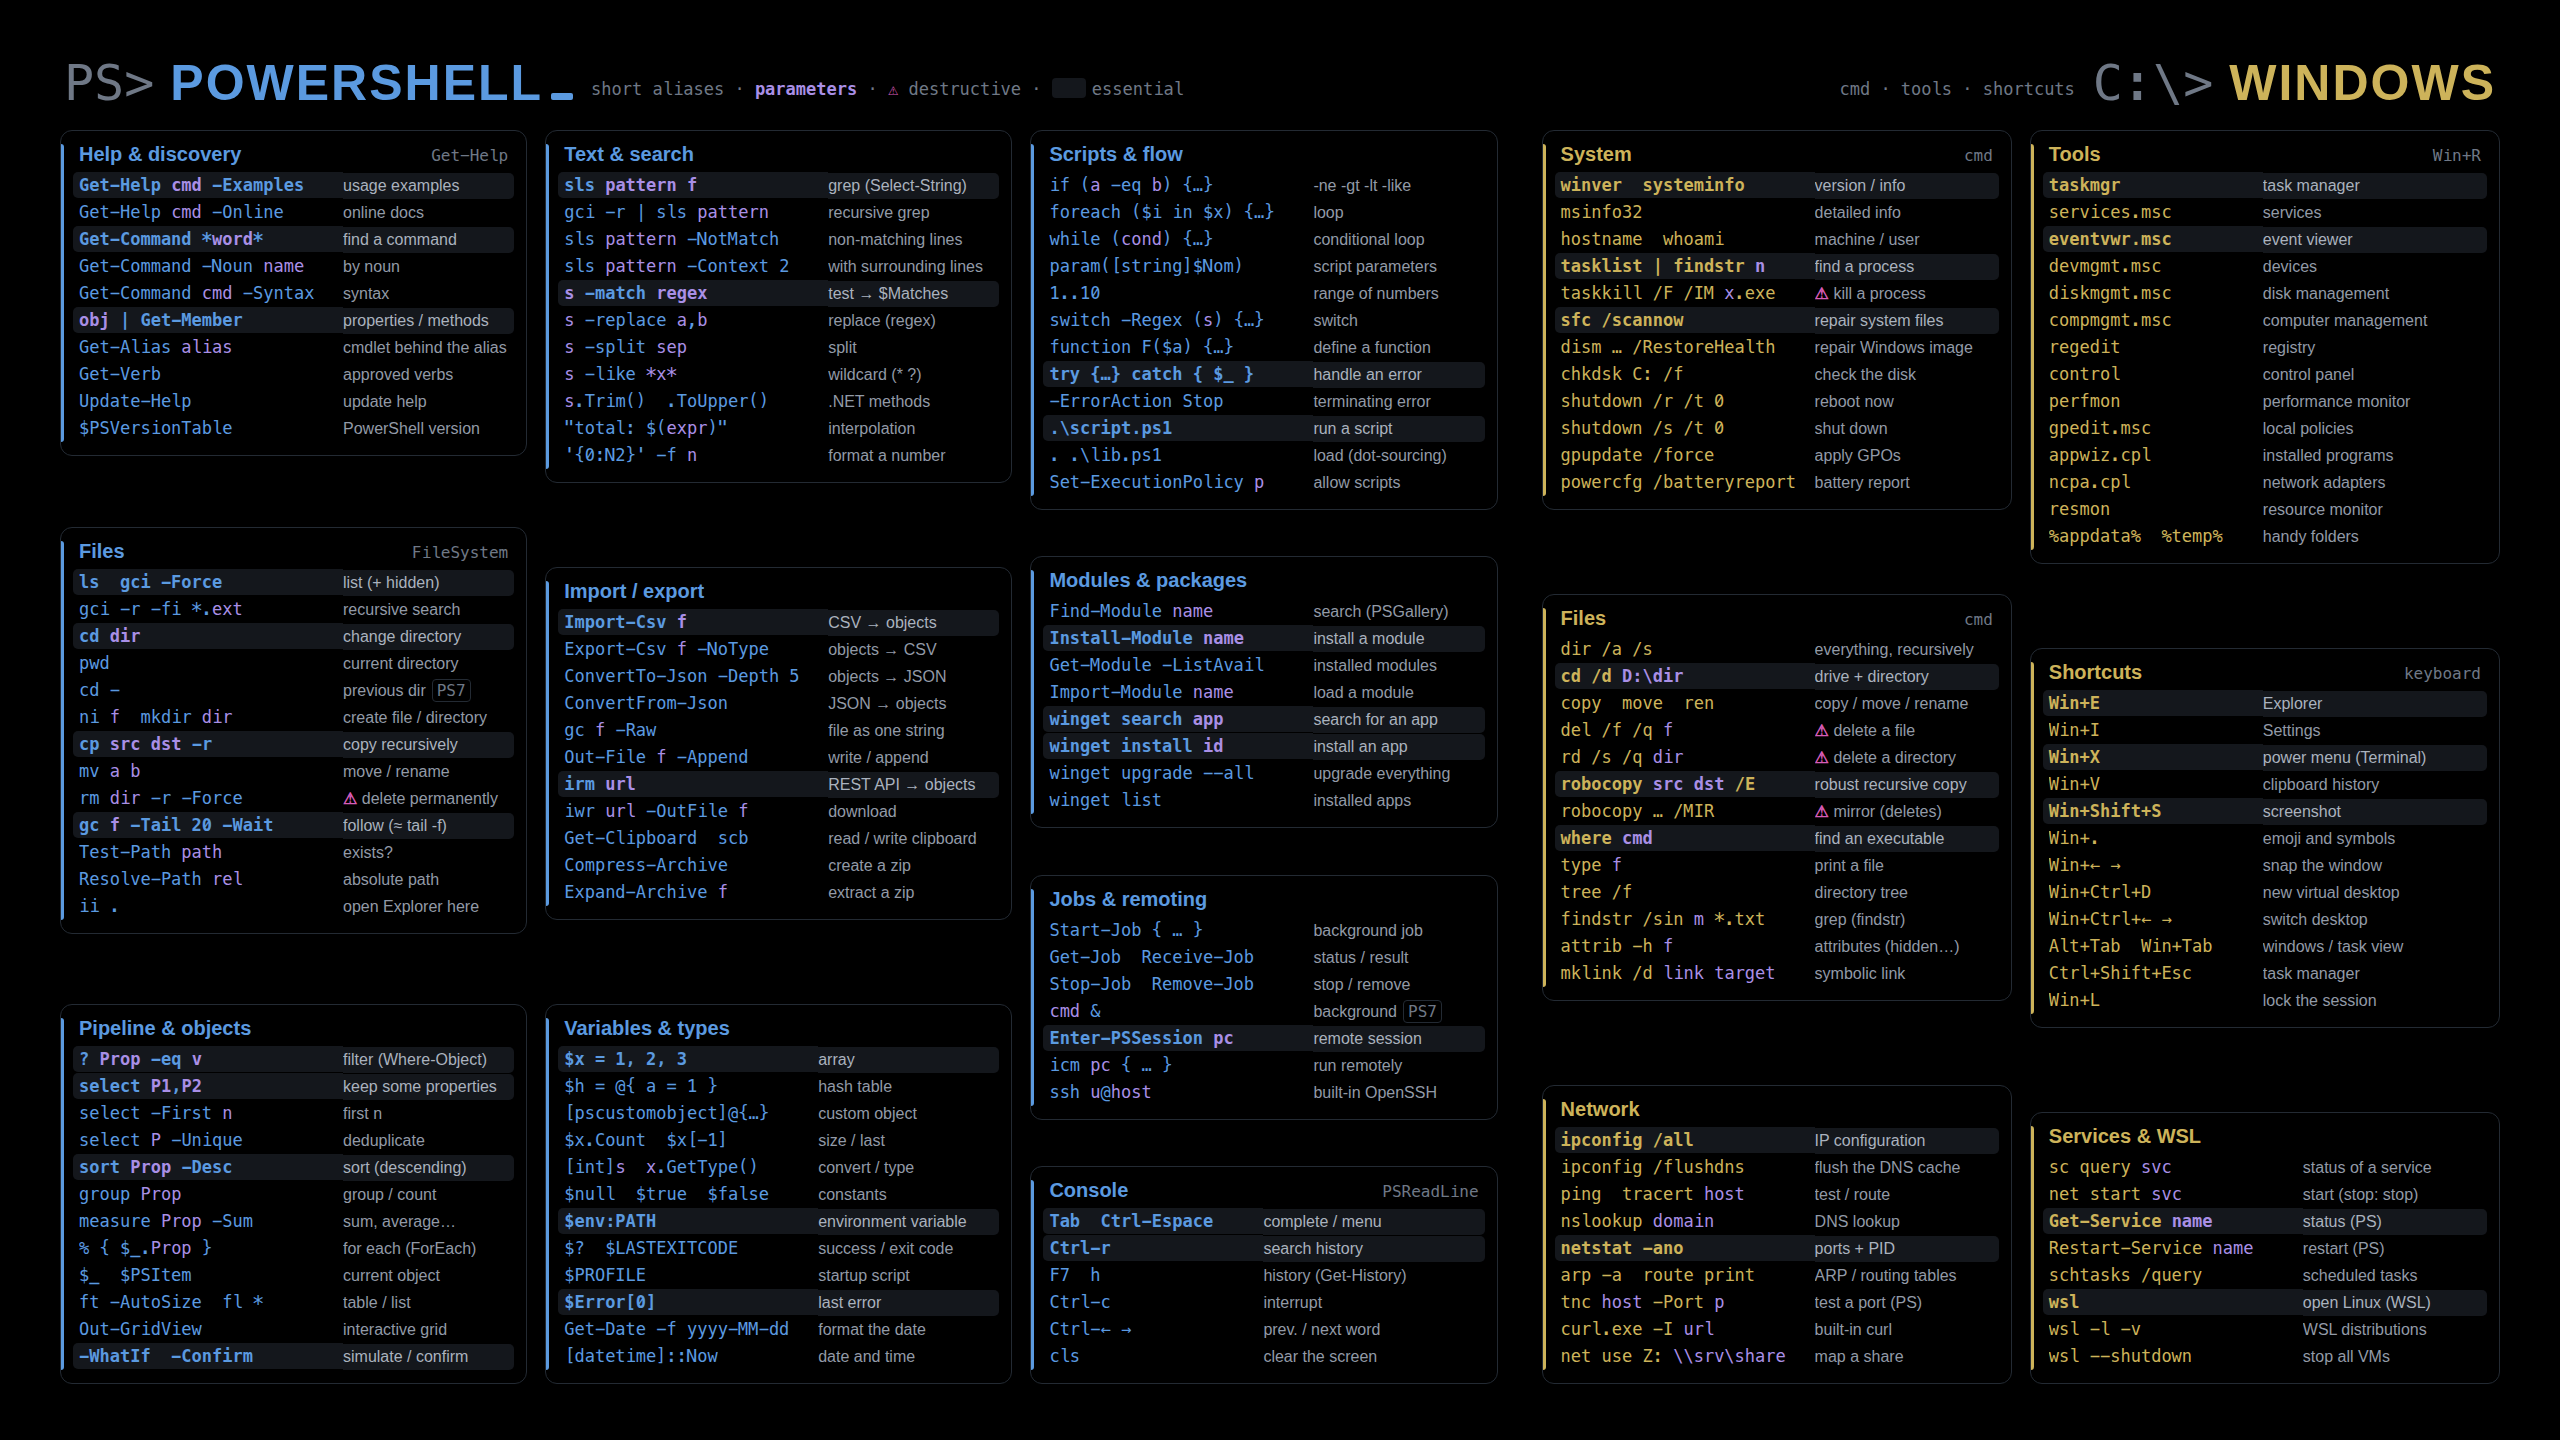 PS> POWERSHELL_ short aliases · parameters · ⚠ destructive · essential
cmd · tools · shortcuts C:\> WINDOWS
Help & discovery Get-Help
Get-Help cmd -Examples usage examples
Get-Help cmd -Online online docs
Get-Command *word* find a command
Get-Command -Noun name by noun
Get-Command cmd -Syntax syntax
obj | Get-Member properties / methods
Get-Alias alias cmdlet behind the alias
Get-Verb approved verbs
Update-Help update help
$PSVersionTable PowerShell version
Files FileSystem
ls gci -Force list (+ hidden)
gci -r -fi *.ext recursive search
cd dir change directory
pwd current directory
cd - previous dir PS7
ni f mkdir dir create file / directory
cp src dst -r copy recursively
mv a b move / rename
rm dir -r -Force ⚠ delete permanently
gc f -Tail 20 -Wait follow (≈ tail -f)
Test-Path path exists?
Resolve-Path rel absolute path
ii . open Explorer here
Pipeline & objects
? Prop -eq v filter (Where-Object)
select P1,P2 keep some properties
select -First n first n
select P -Unique deduplicate
sort Prop -Desc sort (descending)
group Prop group / count
measure Prop -Sum sum, average…
% { $_.Prop } for each (ForEach)
$_ $PSItem current object
ft -AutoSize fl * table / list
Out-GridView interactive grid
-WhatIf -Confirm simulate / confirm
Text & search
sls pattern f grep (Select-String)
gci -r | sls pattern recursive grep
sls pattern -NotMatch non-matching lines
sls pattern -Context 2 with surrounding lines
s -match regex test → $Matches
s -replace a,b replace (regex)
s -split sep split
s -like *x* wildcard (* ?)
s.Trim() .ToUpper() .NET methods
"total: $(expr)" interpolation
'{0:N2}' -f n format a number
Import / export
Import-Csv f CSV → objects
Export-Csv f -NoType objects → CSV
ConvertTo-Json -Depth 5 objects → JSON
ConvertFrom-Json JSON → objects
gc f -Raw file as one string
Out-File f -Append write / append
irm url REST API → objects
iwr url -OutFile f download
Get-Clipboard scb read / write clipboard
Compress-Archive create a zip
Expand-Archive f extract a zip
Variables & types
$x = 1, 2, 3 array
$h = @{ a = 1 } hash table
[pscustomobject]@{…} custom object
$x.Count $x[-1] size / last
[int]s x.GetType() convert / type
$null $true $false constants
$env:PATH environment variable
$? $LASTEXITCODE success / exit code
$PROFILE startup script
$Error[0] last error
Get-Date -f yyyy-MM-dd format the date
[datetime]::Now date and time
Scripts & flow
if (a -eq b) {…} -ne -gt -lt -like
foreach ($i in $x) {…} loop
while (cond) {…} conditional loop
param([string]$Nom) script parameters
1..10 range of numbers
switch -Regex (s) {…} switch
function F($a) {…} define a function
try {…} catch { $_ } handle an error
-ErrorAction Stop terminating error
.\script.ps1 run a script
. .\lib.ps1 load (dot-sourcing)
Set-ExecutionPolicy p allow scripts
Modules & packages
Find-Module name search (PSGallery)
Install-Module name install a module
Get-Module -ListAvail installed modules
Import-Module name load a module
winget search app search for an app
winget install id install an app
winget upgrade --all upgrade everything
winget list installed apps
Jobs & remoting
Start-Job { … } background job
Get-Job Receive-Job status / result
Stop-Job Remove-Job stop / remove
cmd & background PS7
Enter-PSSession pc remote session
icm pc { … } run remotely
ssh u@host built-in OpenSSH
Console PSReadLine
Tab Ctrl-Espace complete / menu
Ctrl-r search history
F7 h history (Get-History)
Ctrl-c interrupt
Ctrl-← → prev. / next word
cls clear the screen
System cmd
winver systeminfo version / info
msinfo32 detailed info
hostname whoami machine / user
tasklist | findstr n find a process
taskkill /F /IM x.exe ⚠ kill a process
sfc /scannow repair system files
dism … /RestoreHealth repair Windows image
chkdsk C: /f check the disk
shutdown /r /t 0 reboot now
shutdown /s /t 0 shut down
gpupdate /force apply GPOs
powercfg /batteryreport battery report
Files cmd
dir /a /s everything, recursively
cd /d D:\dir drive + directory
copy move ren copy / move / rename
del /f /q f ⚠ delete a file
rd /s /q dir ⚠ delete a directory
robocopy src dst /E robust recursive copy
robocopy … /MIR ⚠ mirror (deletes)
where cmd find an executable
type f print a file
tree /f directory tree
findstr /sin m *.txt grep (findstr)
attrib -h f attributes (hidden…)
mklink /d link target symbolic link
Network
ipconfig /all IP configuration
ipconfig /flushdns flush the DNS cache
ping tracert host test / route
nslookup domain DNS lookup
netstat -ano ports + PID
arp -a route print ARP / routing tables
tnc host -Port p test a port (PS)
curl.exe -I url built-in curl
net use Z: \\srv\share map a share
Tools Win+R
taskmgr task manager
services.msc services
eventvwr.msc event viewer
devmgmt.msc devices
diskmgmt.msc disk management
compmgmt.msc computer management
regedit registry
control control panel
perfmon performance monitor
gpedit.msc local policies
appwiz.cpl installed programs
ncpa.cpl network adapters
resmon resource monitor
%appdata% %temp% handy folders
Shortcuts keyboard
Win+E Explorer
Win+I Settings
Win+X power menu (Terminal)
Win+V clipboard history
Win+Shift+S screenshot
Win+. emoji and symbols
Win+← → snap the window
Win+Ctrl+D new virtual desktop
Win+Ctrl+← → switch desktop
Alt+Tab Win+Tab windows / task view
Ctrl+Shift+Esc task manager
Win+L lock the session
Services & WSL
sc query svc status of a service
net start svc start (stop: stop)
Get-Service name status (PS)
Restart-Service name restart (PS)
schtasks /query scheduled tasks
wsl open Linux (WSL)
wsl -l -v WSL distributions
wsl --shutdown stop all VMs